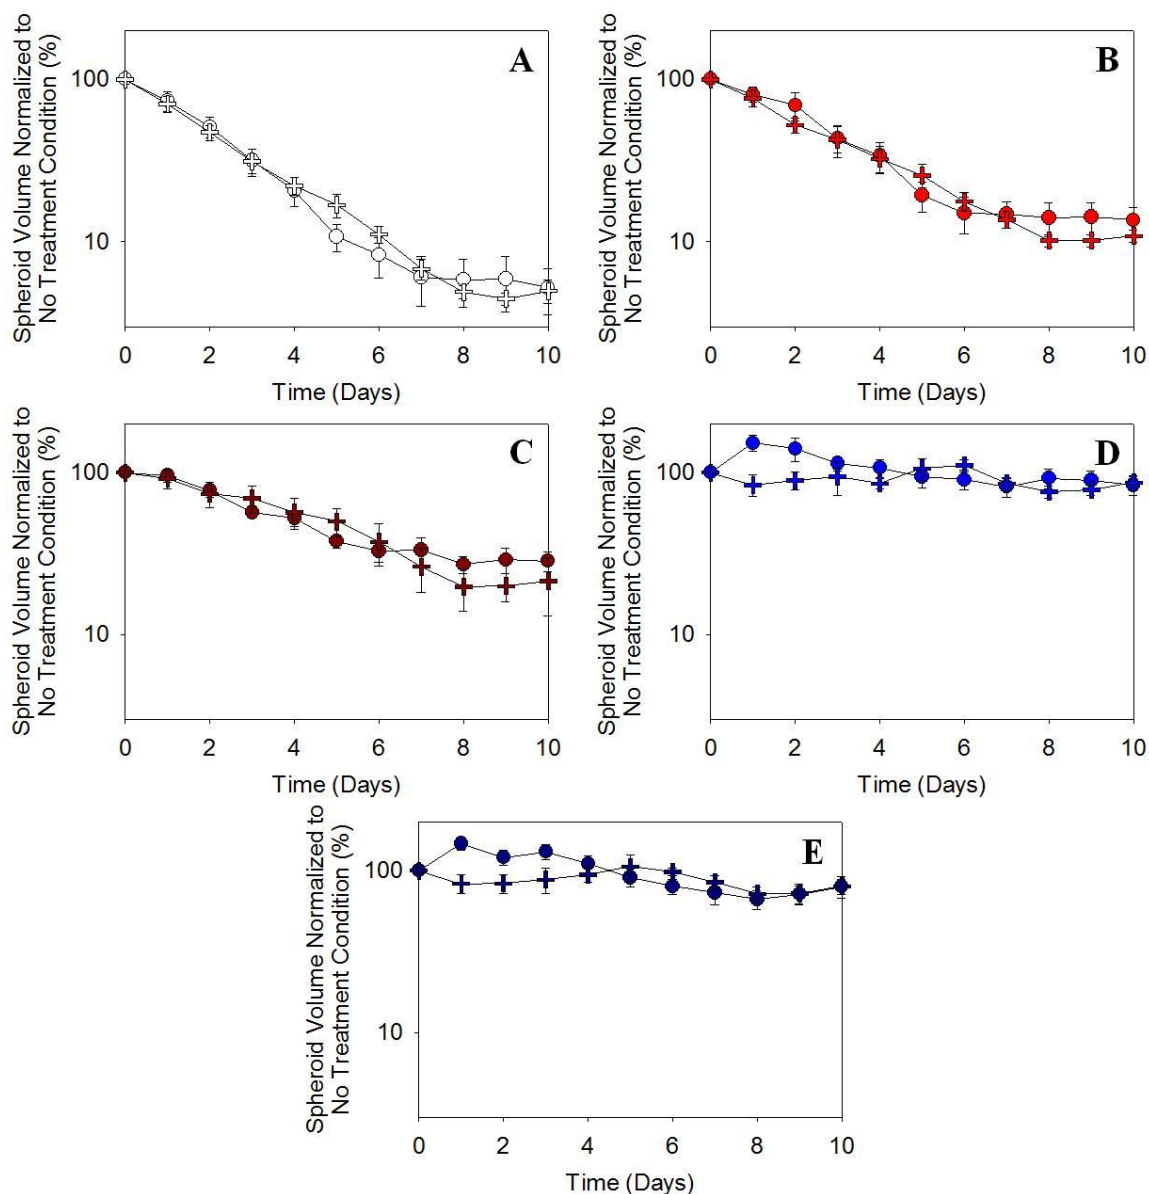 Spheroid Volume Normalized to
No Treatment Condition (%)
100
10
A
0 2 4 6 8 10
Time (Days)
Spheroid Volume Normalized to
No Treatment Condition (%)
100
10
B
0 2 4 6 8 10
Time (Days)
Spheroid Volume Normalized to
No Treatment Condition (%)
100
10
C
0 2 4 6 8 10
Time (Days)
Spheroid Volume Normalized to
No Treatment Condition (%)
100
10
D
0 2 4 6 8 10
Time (Days)
Spheroid Volume Normalized to
No Treatment Condition (%)
100
10
E
0 2 4 6 8 10
Time (Days)